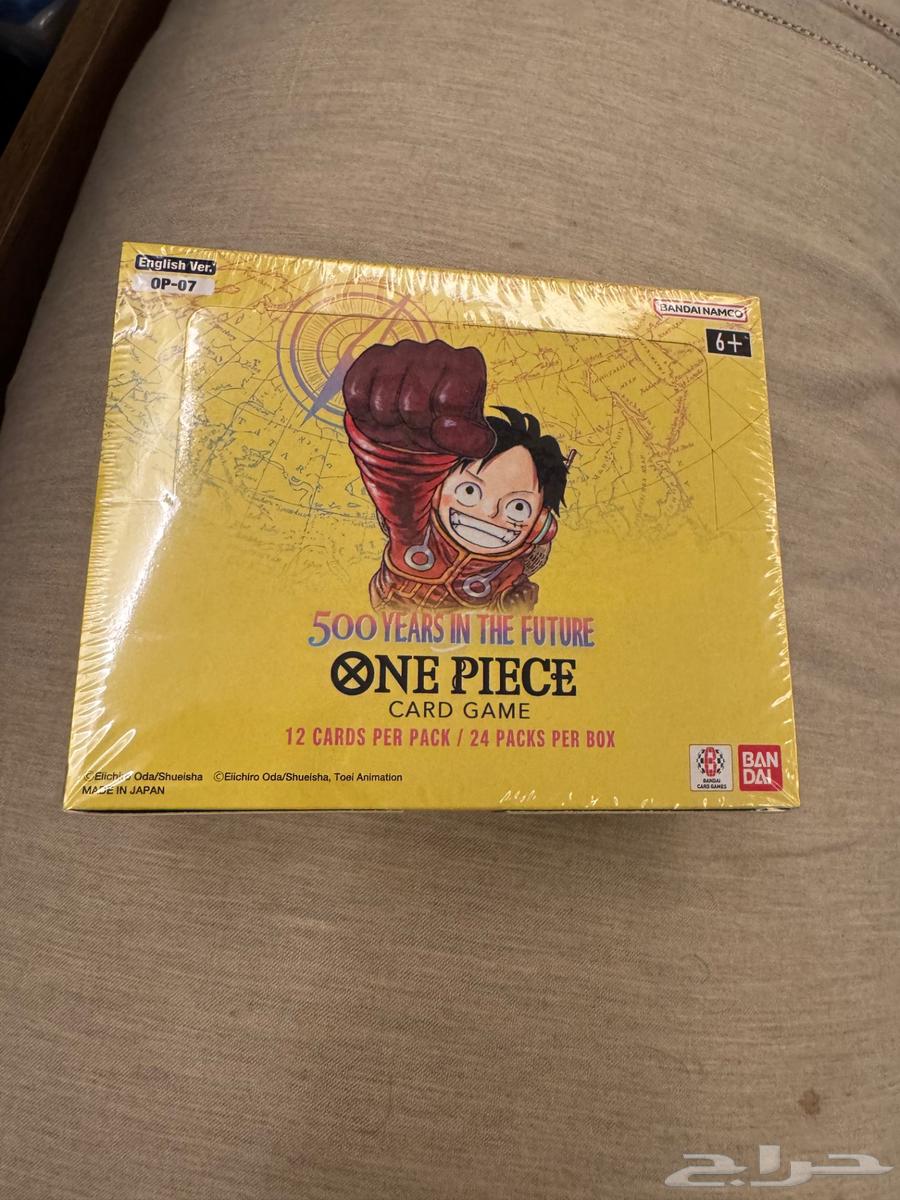 English Ver.
OP-07
BANDAI NAMCO
6+
500 YEARS IN THE FUTURE
ONE PIECE
CARD GAME
12 CARDS PER PACK / 24 PACKS PER BOX
BANDAI
CARD GAMES
BAN
DAI
©Eiichiro Oda/Shueisha ©Eiichiro Oda/Shueisha, Toei Animation
MADE IN JAPAN
حراج